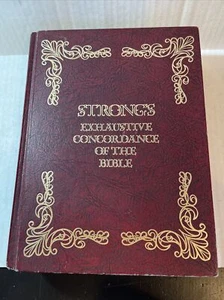 STRONG'S
EXHAUSTIVE
CONCORDANCE
OF THE
BIBLE